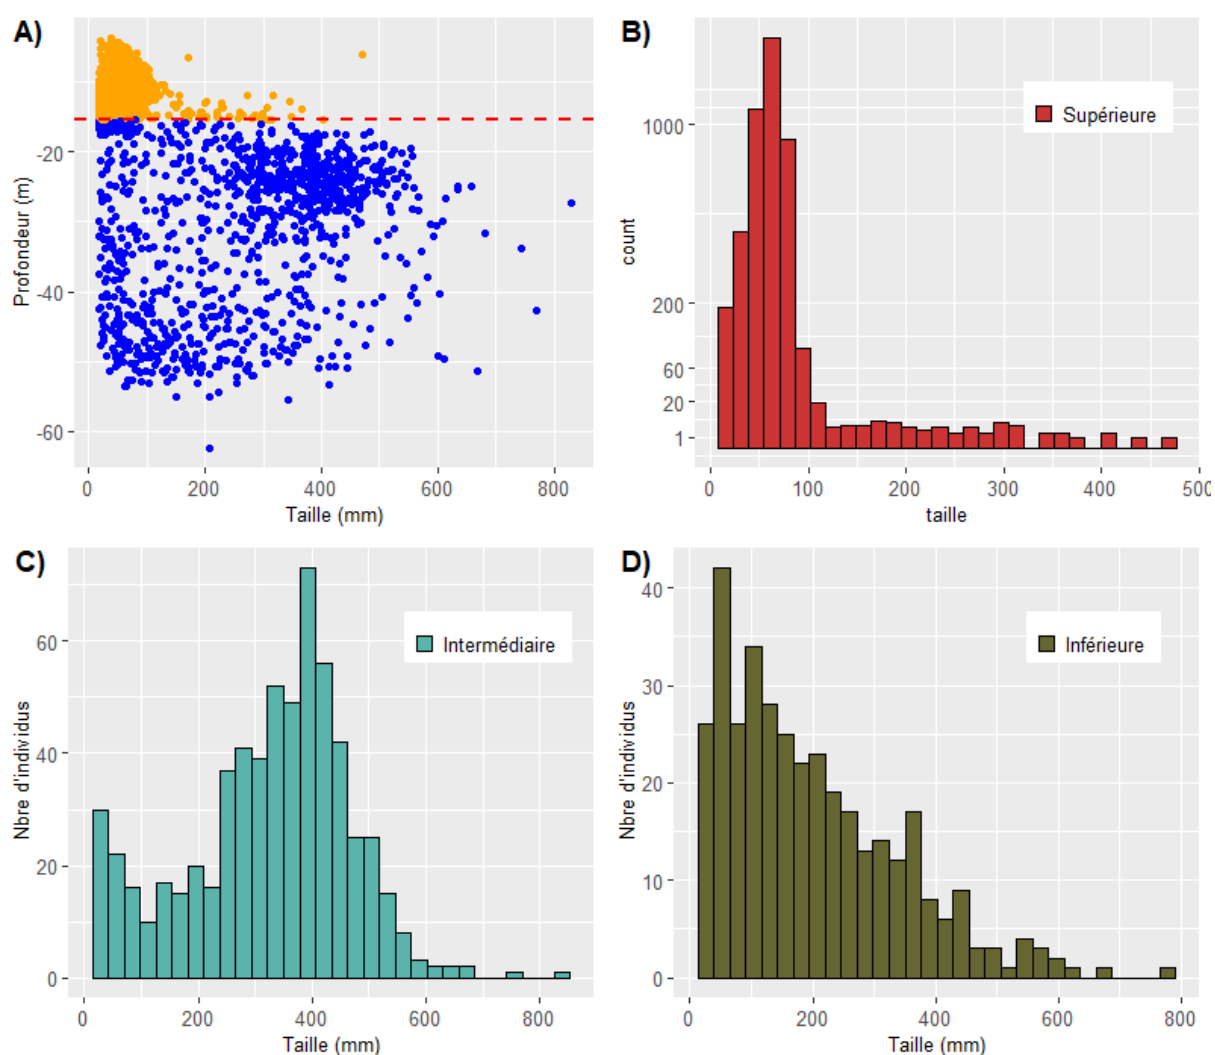 A)
Profondeur (m)
-20
-40
-60
0 200 400 600 800
Taille (mm)
B)
Supérieure
count
1000
200
60
20
1
0 100 200 300 400 500
taille
C)
Intermédiaire
Nbre d'individus
60
40
20
0
0 200 400 600 800
Taille (mm)
D)
Inférieure
Nbre d'individus
40
30
20
10
0
0 200 400 600 800
Taille (mm)